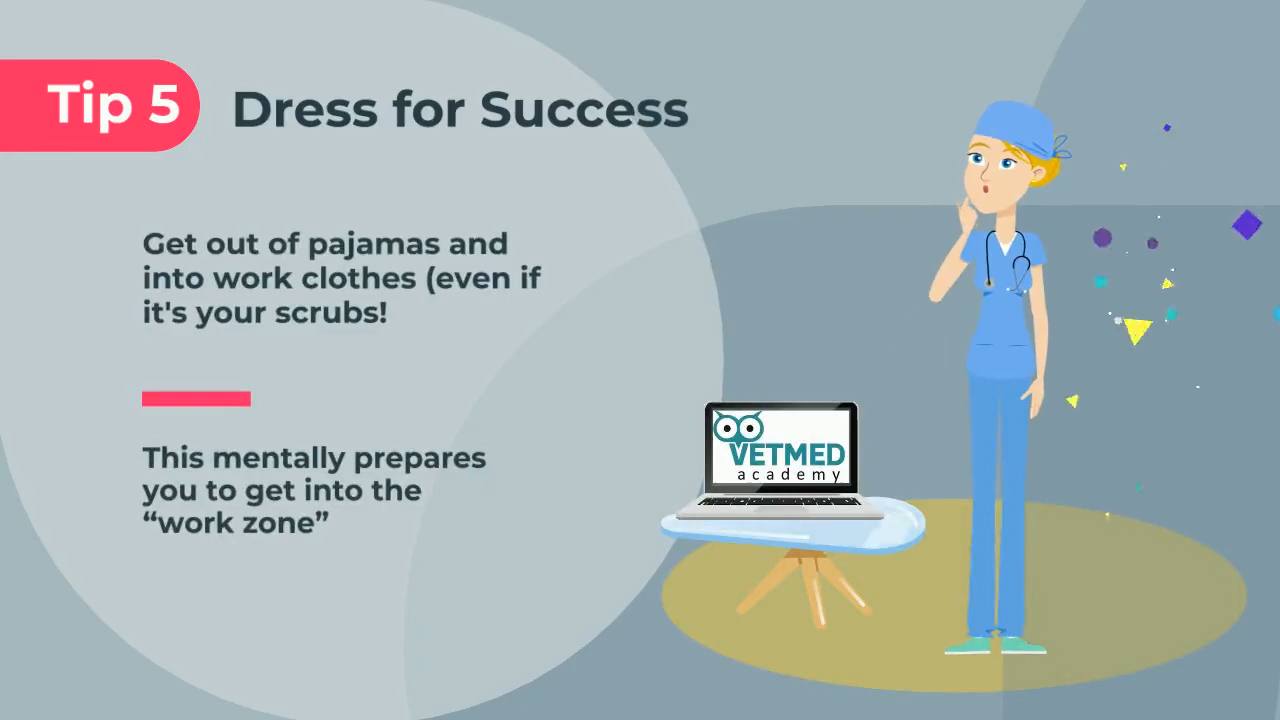 Tip 5
Dress for Success
Get out of pajamas and
into work clothes (even if
it's your scrubs!
This mentally prepares
you to get into the
“work zone”
VETMED
academy